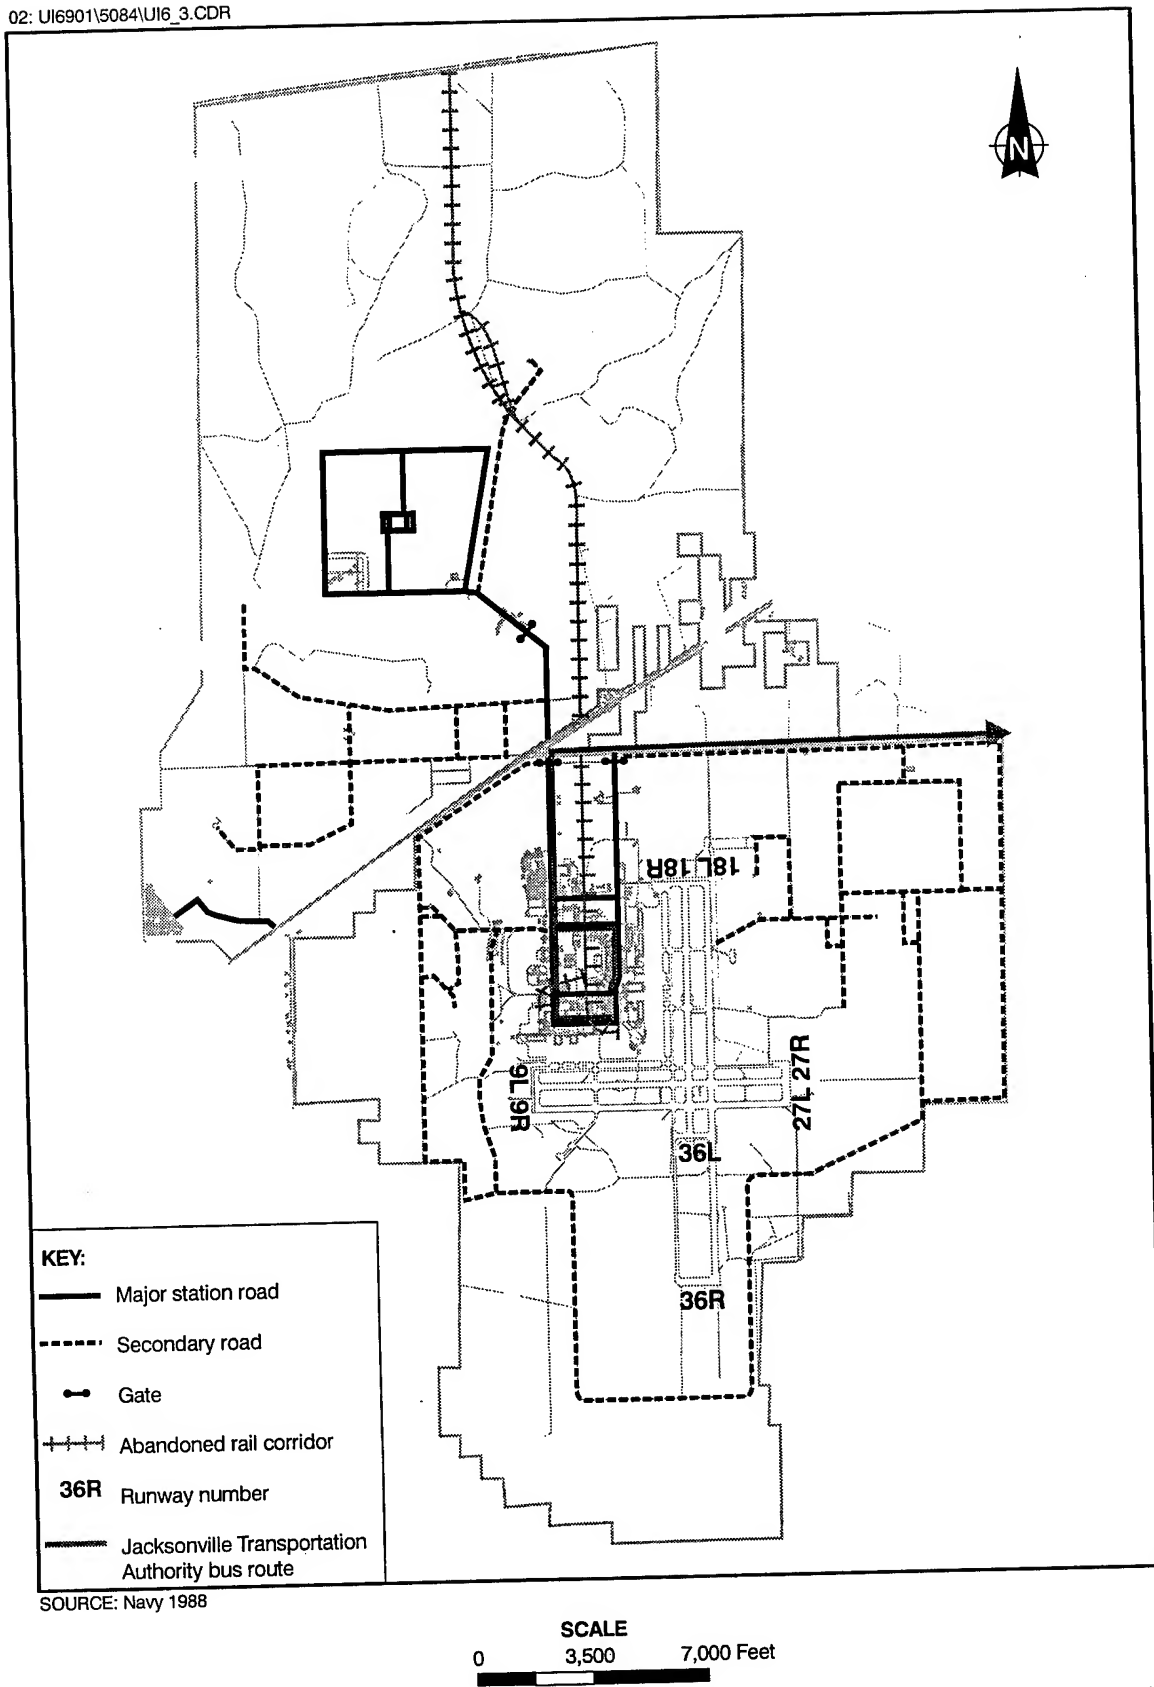 02: UI6901\5084\UI6_3.CDR
N
18L 18R
9L 9R
27L 27R
36L
36R
KEY:
Major station road
Secondary road
Gate
Abandoned rail corridor
36R Runway number
Jacksonville Transportation
Authority bus route
SOURCE: Navy 1988
SCALE
0 3,500 7,000 Feet